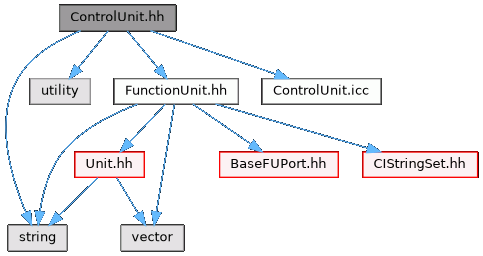 ControlUnit.hh
utility
FunctionUnit.hh
ControlUnit.icc
Unit.hh
BaseFUPort.hh
CIStringSet.hh
string
vector